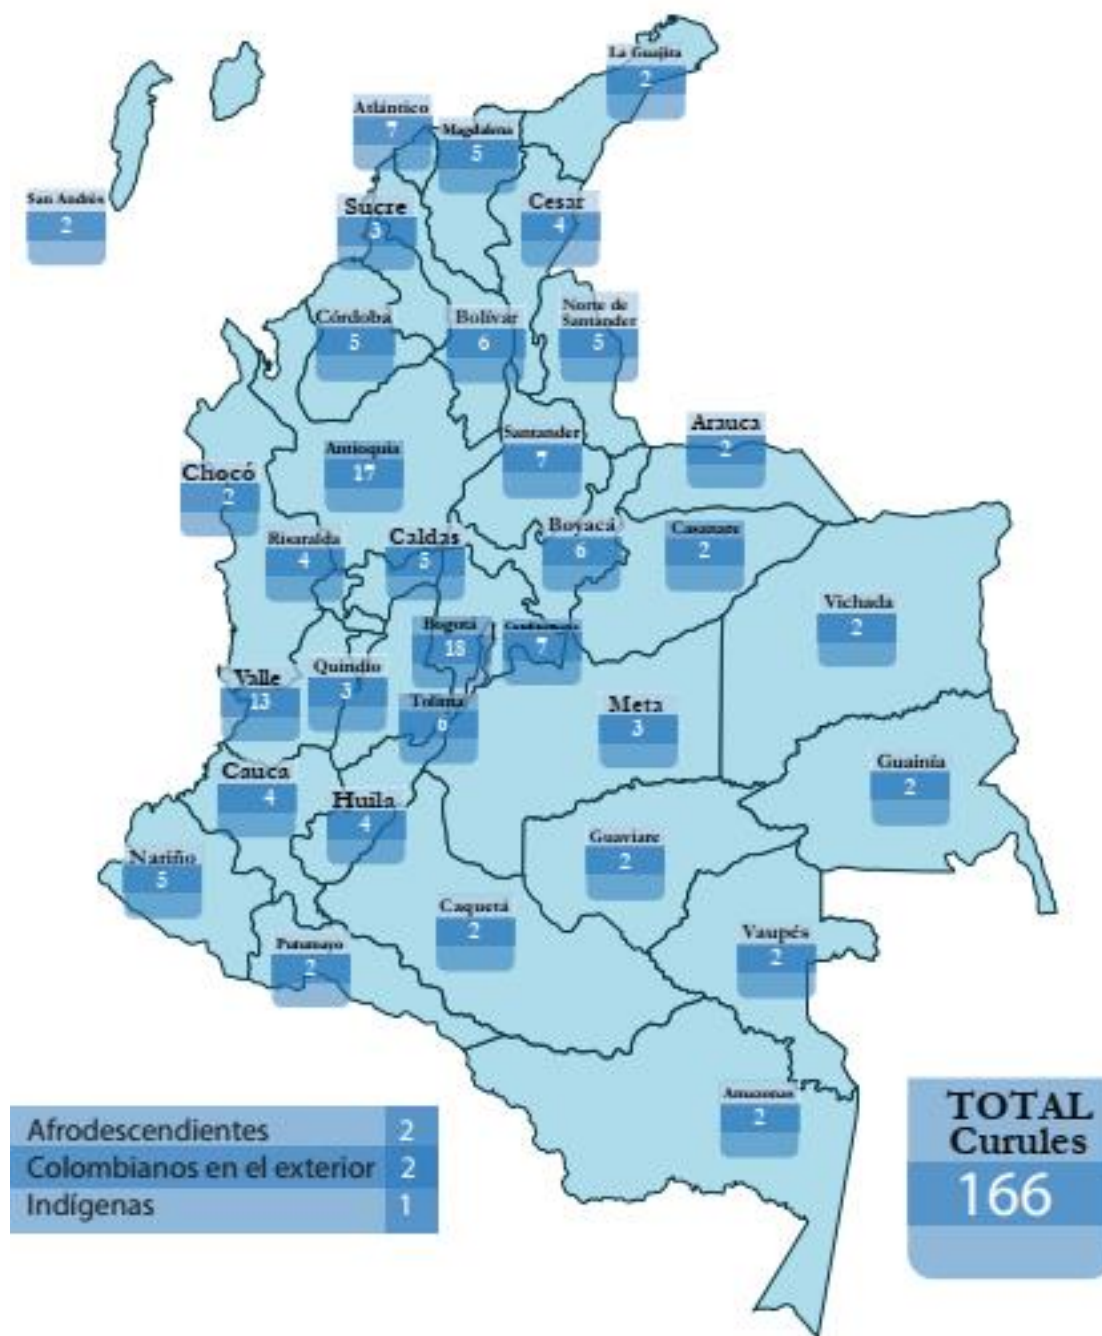 La Guajita
2
Atlántico
7
Magdalena
5
San Andrés
2
Sucre
3
Cesar
4
Córdoba
5
Bolívar
6
Norte de
Santander
5
Arauca
2
Santander
7
Antioquia
17
Chocó
2
Boyacá
6
Casanare
2
Caldas
5
Risaralda
4
Vichada
2
Bogotá
18
7
Quindío
3
Valle
13
Tolima
6
Meta
3
Guainía
2
Cauca
4
Huila
4
Guaviare
2
Nariño
5
Caquetá
2
Vaupés
2
Putumayo
2
Amazonas
2
Afrodescendientes 2
Colombianos en el exterior 2
Indígenas 1
TOTAL
Curules
166